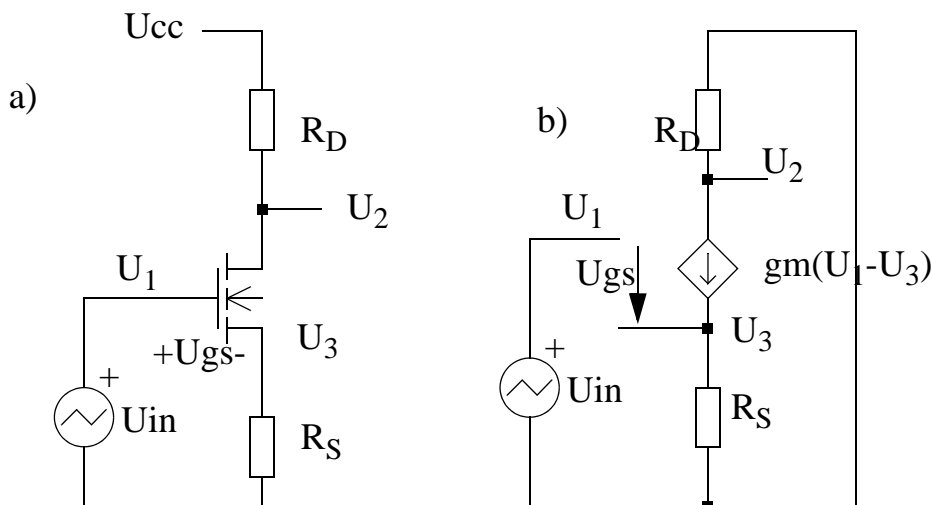 a)
Ucc
R_D
U_2
U_1
U_3
+Ugs-
+
Uin
R_S
b)
R_D
U_2
U_1
Ugs
gm(U_1-U_3)
U_3
+
Uin
R_S